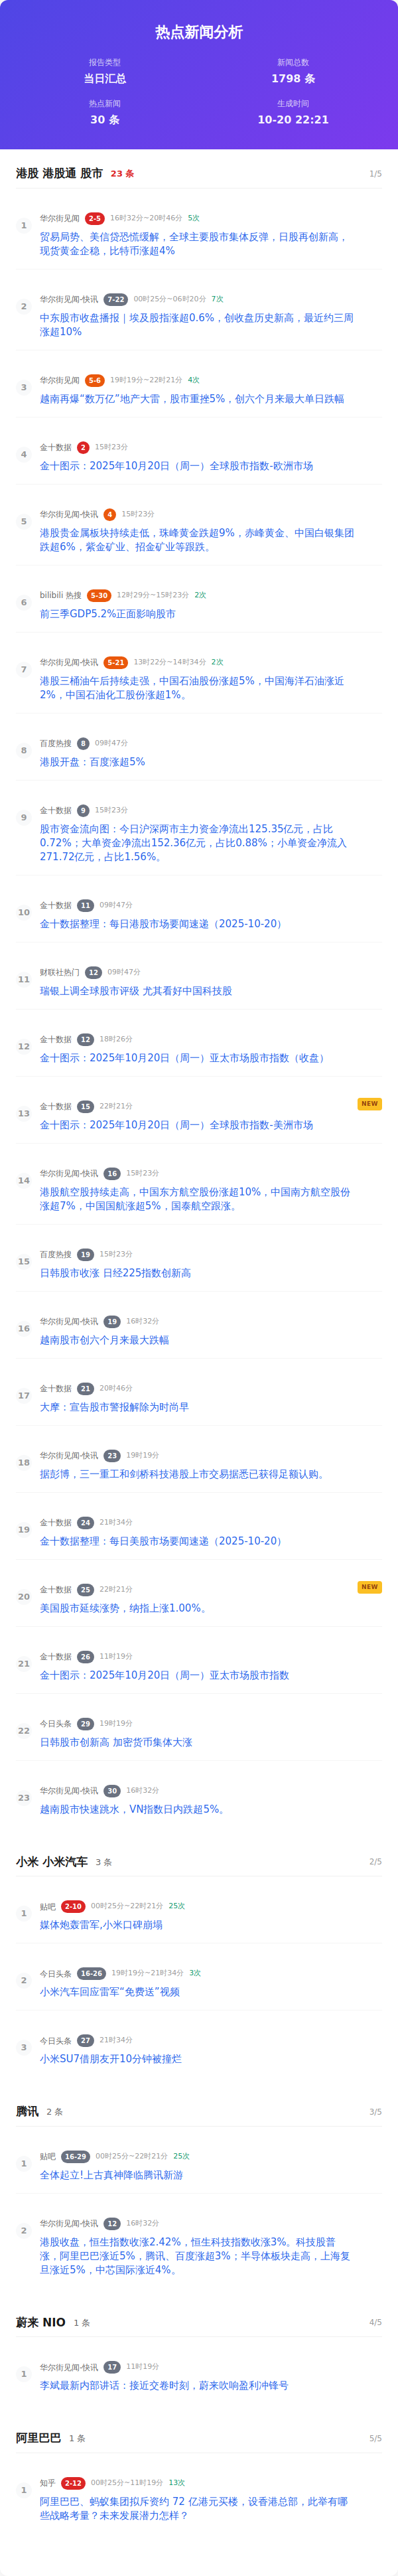 热点新闻分析
报告类型
新闻总数
当日汇总
1798 条
热点新闻
生成时间
30 条
10-20 22:21
港股 港股通 股市 23 条 1/5
1
华尔街见闻 2-5 16时32分~20时46分 5次
贸易局势、美信贷恐慌缓解，全球主要股市集体反弹，日股再创新高，
现货黄金企稳，比特币涨超4%
2
华尔街见闻-快讯 7-22 00时25分~06时20分 7次
中东股市收盘播报｜埃及股指涨超0.6%，创收盘历史新高，最近约三周
涨超10%
3
华尔街见闻 5-6 19时19分~22时21分 4次
越南再爆“数万亿”地产大雷，股市重挫5%，创六个月来最大单日跌幅
4
金十数据 2 15时23分
金十图示：2025年10月20日（周一）全球股市指数-欧洲市场
5
华尔街见闻-快讯 4 15时23分
港股贵金属板块持续走低，珠峰黄金跌超9%，赤峰黄金、中国白银集团
跌超6%，紫金矿业、招金矿业等跟跌。
6
bilibili 热搜 5-30 12时29分~15时23分 2次
前三季GDP5.2%正面影响股市
7
华尔街见闻-快讯 5-21 13时22分~14时34分 2次
港股三桶油午后持续走强，中国石油股份涨超5%，中国海洋石油涨近
2%，中国石油化工股份涨超1%。
8
百度热搜 8 09时47分
港股开盘：百度涨超5%
9
金十数据 9 15时23分
股市资金流向图：今日沪深两市主力资金净流出125.35亿元，占比
0.72%；大单资金净流出152.36亿元，占比0.88%；小单资金净流入
271.72亿元，占比1.56%。
10
金十数据 11 09时47分
金十数据整理：每日港股市场要闻速递（2025-10-20）
11
财联社热门 12 09时47分
瑞银上调全球股市评级 尤其看好中国科技股
12
金十数据 12 18时26分
金十图示：2025年10月20日（周一）亚太市场股市指数（收盘）
13
金十数据 15 22时21分 NEW
金十图示：2025年10月20日（周一）全球股市指数-美洲市场
14
华尔街见闻-快讯 16 15时23分
港股航空股持续走高，中国东方航空股份涨超10%，中国南方航空股份
涨超7%，中国国航涨超5%，国泰航空跟涨。
15
百度热搜 19 15时23分
日韩股市收涨 日经225指数创新高
16
华尔街见闻-快讯 19 16时32分
越南股市创六个月来最大跌幅
17
金十数据 21 20时46分
大摩：宣告股市警报解除为时尚早
18
华尔街见闻-快讯 23 19时19分
据彭博，三一重工和剑桥科技港股上市交易据悉已获得足额认购。
19
金十数据 24 21时34分
金十数据整理：每日美股市场要闻速递（2025-10-20）
20
金十数据 25 22时21分 NEW
美国股市延续涨势，纳指上涨1.00%。
21
金十数据 26 11时19分
金十图示：2025年10月20日（周一）亚太市场股市指数
22
今日头条 29 19时19分
日韩股市创新高 加密货币集体大涨
23
华尔街见闻-快讯 30 16时32分
越南股市快速跳水，VN指数日内跌超5%。
小米 小米汽车 3 条 2/5
1
贴吧 2-10 00时25分~22时21分 25次
媒体炮轰雷军,小米口碑崩塌
2
今日头条 16-26 19时19分~21时34分 3次
小米汽车回应雷军“免费送”视频
3
今日头条 27 21时34分
小米SU7借朋友开10分钟被撞烂
腾讯 2 条 3/5
1
贴吧 16-29 00时25分~22时21分 25次
全体起立!上古真神降临腾讯新游
2
华尔街见闻-快讯 12 16时32分
港股收盘，恒生指数收涨2.42%，恒生科技指数收涨3%。科技股普
涨，阿里巴巴涨近5%，腾讯、百度涨超3%；半导体板块走高，上海复
旦涨近5%，中芯国际涨近4%。
蔚来 NIO 1 条 4/5
1
华尔街见闻-快讯 17 11时19分
李斌最新内部讲话：接近交卷时刻，蔚来吹响盈利冲锋号
阿里巴巴 1 条 5/5
1
知乎 2-12 00时25分~11时19分 13次
阿里巴巴、蚂蚁集团拟斥资约 72 亿港元买楼，设香港总部，此举有哪
些战略考量？未来发展潜力怎样？